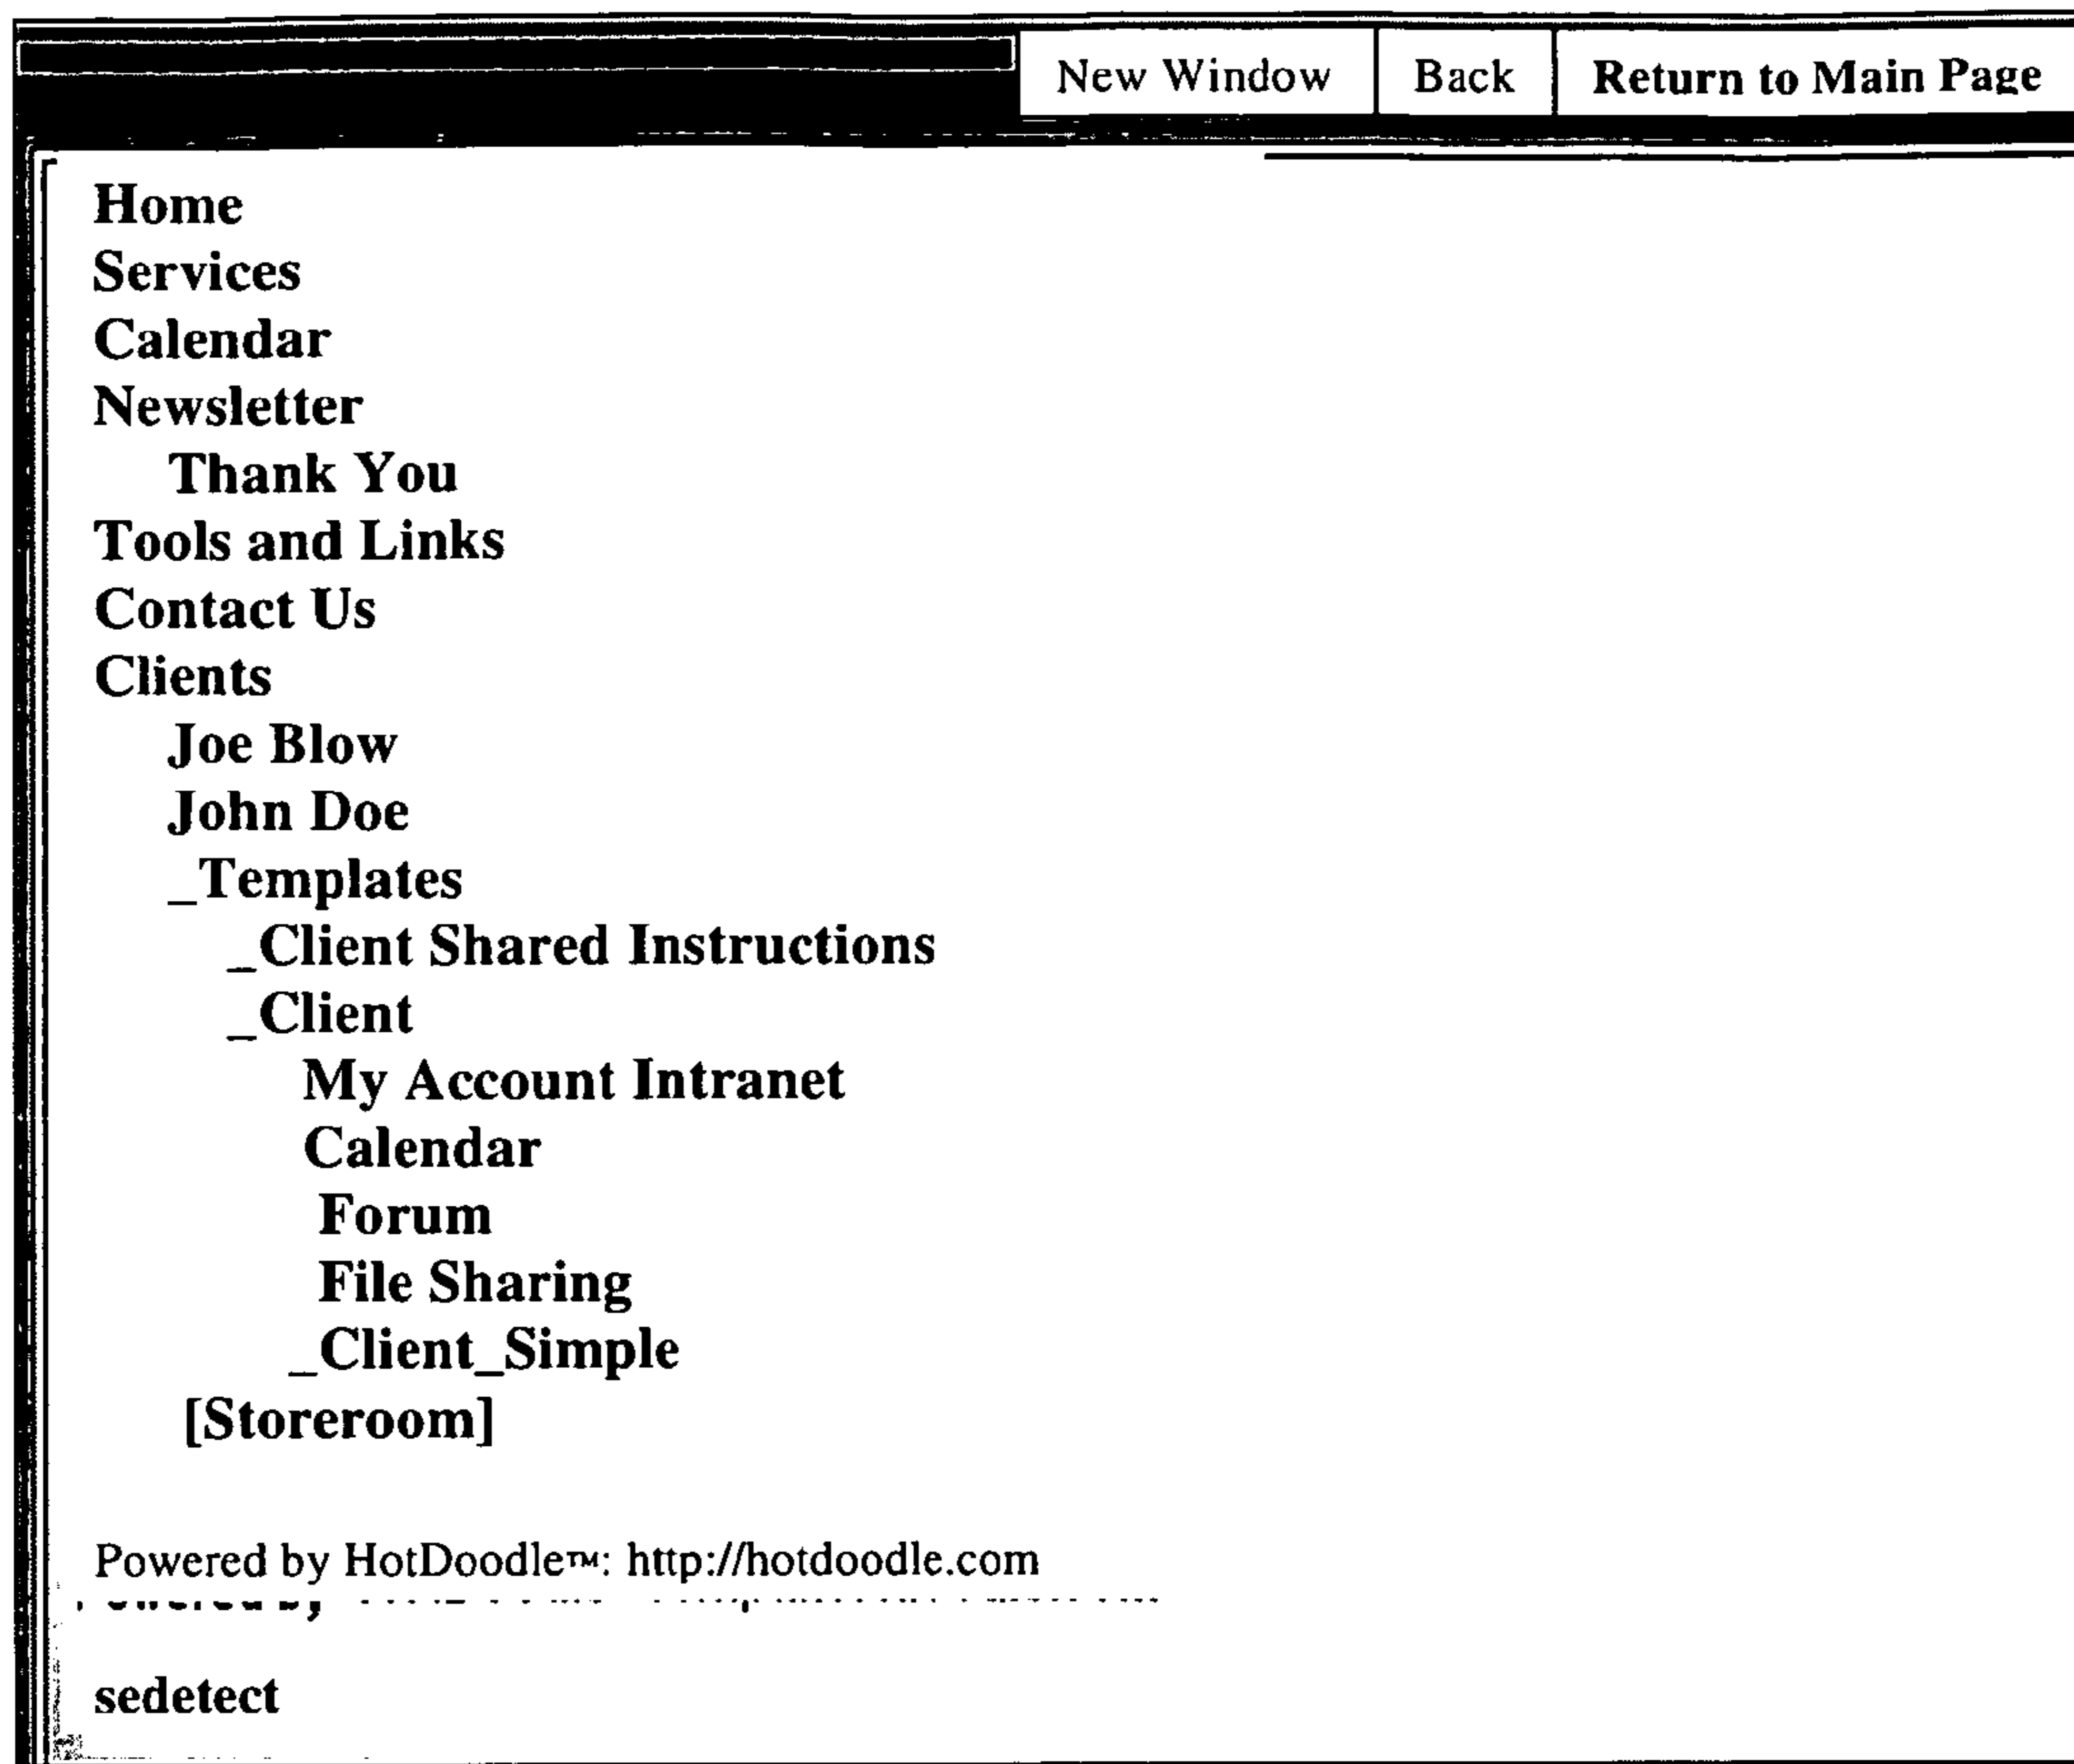 New Window Back Return to Main Page
Home
Services
Calendar
Newsletter
Thank You
Tools and Links
Contact Us
Clients
Joe Blow
John Doe
_Templates
_Client Shared Instructions
_Client
My Account Intranet
Calendar
Forum
File Sharing
_Client_Simple
[Storeroom]
Powered by HotDoodle™: http://hotdoodle.com
sedetect